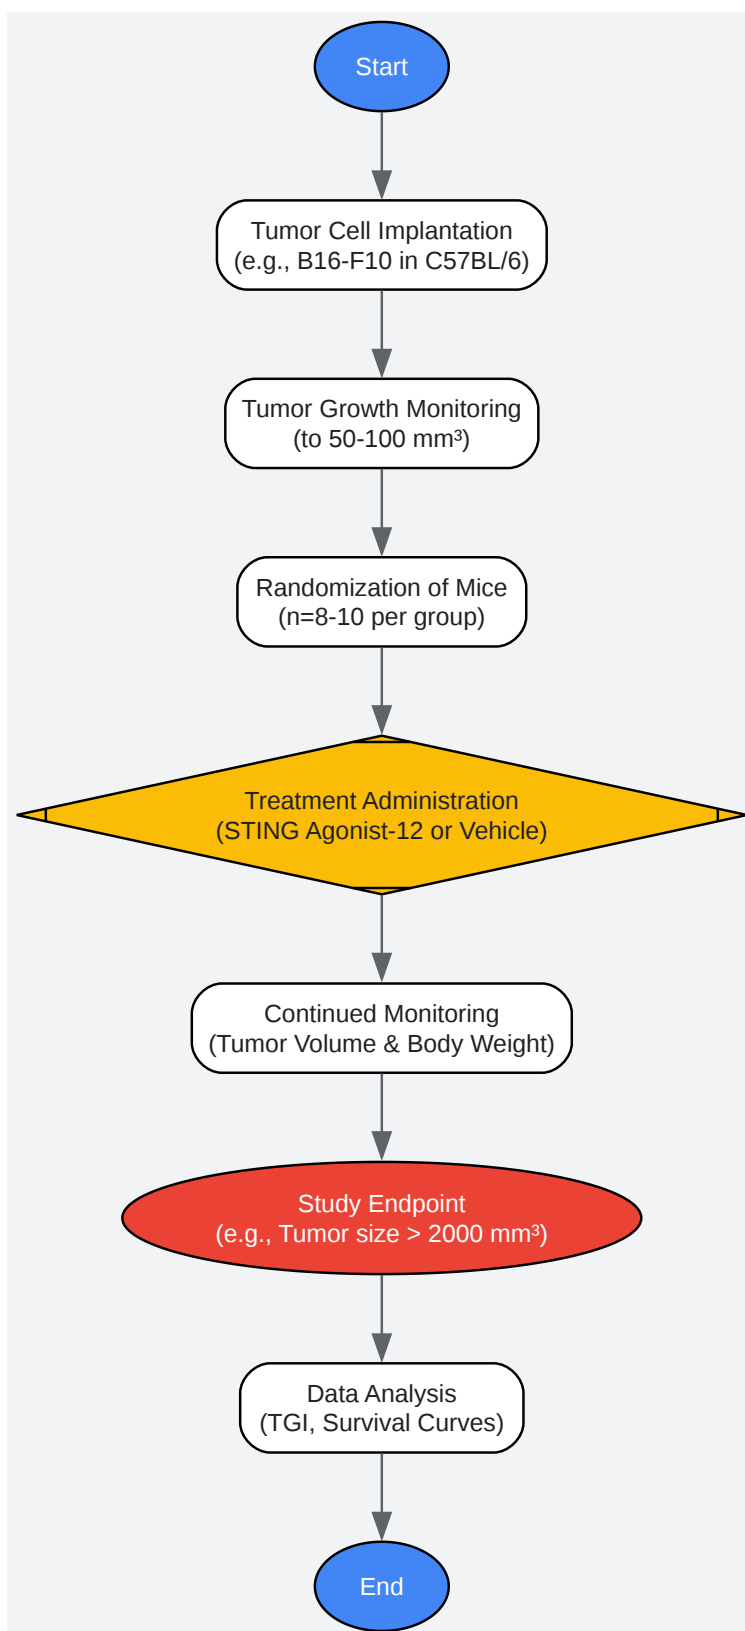 Start
Tumor Cell Implantation
(e.g., B16-F10 in C57BL/6)
Tumor Growth Monitoring
(to 50-100 mm³)
Randomization of Mice
(n=8-10 per group)
Treatment Administration
(STING Agonist-12 or Vehicle)
Continued Monitoring
(Tumor Volume & Body Weight)
Study Endpoint
(e.g., Tumor size > 2000 mm³)
Data Analysis
(TGI, Survival Curves)
End